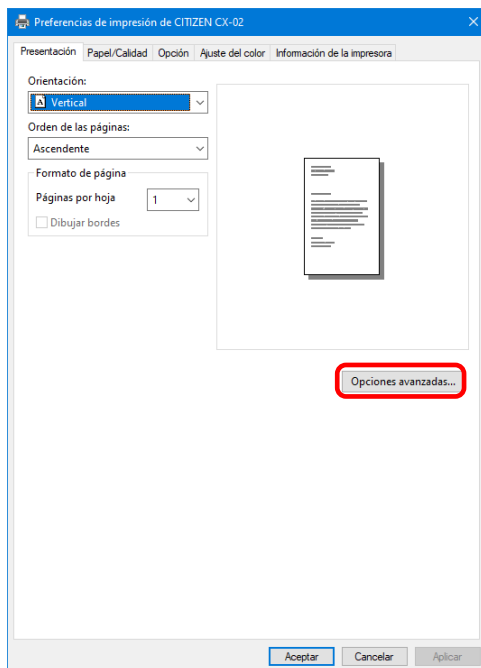 Preferencias de impresión de CITIZEN CX-02
Presentación Papel/Calidad Opción Ajuste del color Información de la impresora
Orientación:
A Vertical
Orden de las páginas:
Ascendente
Formato de página
Páginas por hoja 1
Dibujar bordes
Opciones avanzadas...
Aceptar Cancelar Aplicar